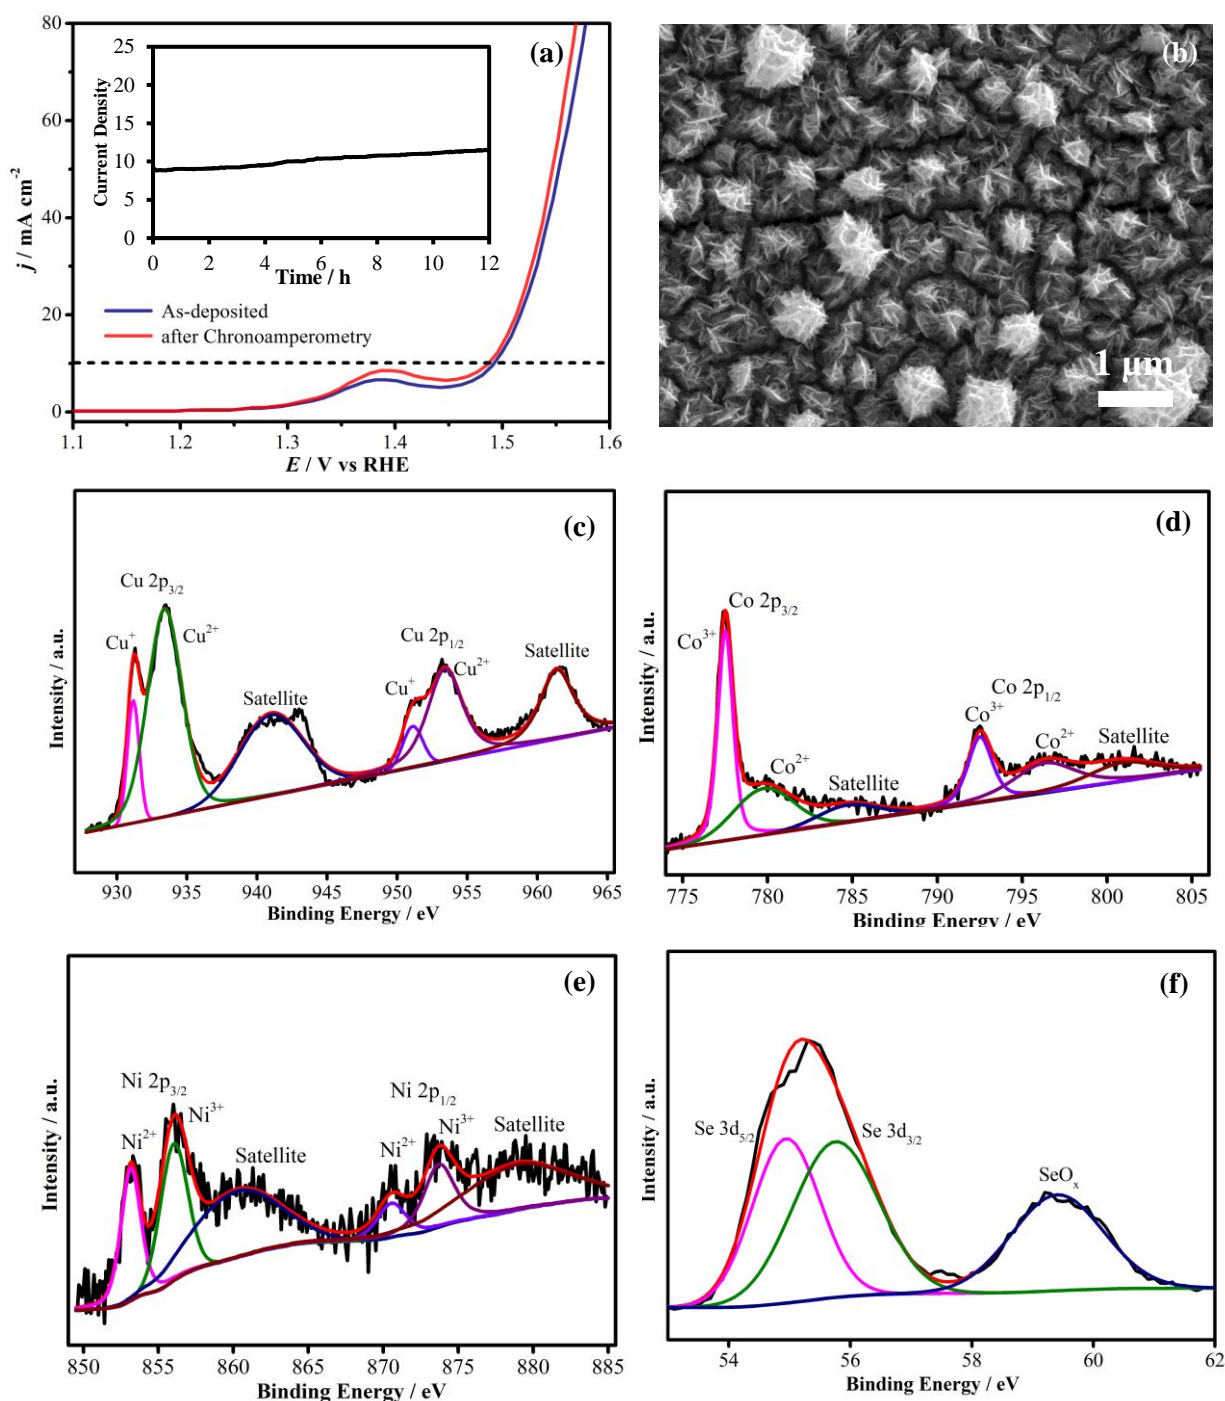 (a)
j / mA cm⁻²
80
60
40
20
0
1.1 1.2 1.3 1.4 1.5 1.6
E / V vs RHE
Current Density
25
20
15
10
5
0
0 2 4 6 8 10 12
Time / h
As-deposited
after Chronoamperometry
(b)
1 μm
(c)
Cu 2p₃/₂
Cu⁺
Cu²⁺
Satellite
Cu 2p₁/₂
Cu⁺
Cu²⁺
Satellite
Intensity / a.u.
930 935 940 945 950 955 960 965
Binding Energy / eV
(d)
Co 2p₃/₂
Co³⁺
Co²⁺
Satellite
Co 2p₁/₂
Co³⁺
Co²⁺
Satellite
Intensity / a.u.
775 780 785 790 795 800 805
Binding Energy / eV
(e)
Ni 2p₃/₂
Ni²⁺
Ni³⁺
Satellite
Ni 2p₁/₂
Ni²⁺
Ni³⁺
Satellite
Intensity / a.u.
850 855 860 865 870 875 880 885
Binding Energy / eV
(f)
Se 3d₅/₂
Se 3d₃/₂
SeOₓ
Intensity / a.u.
54 56 58 60 62
Binding Energy / eV